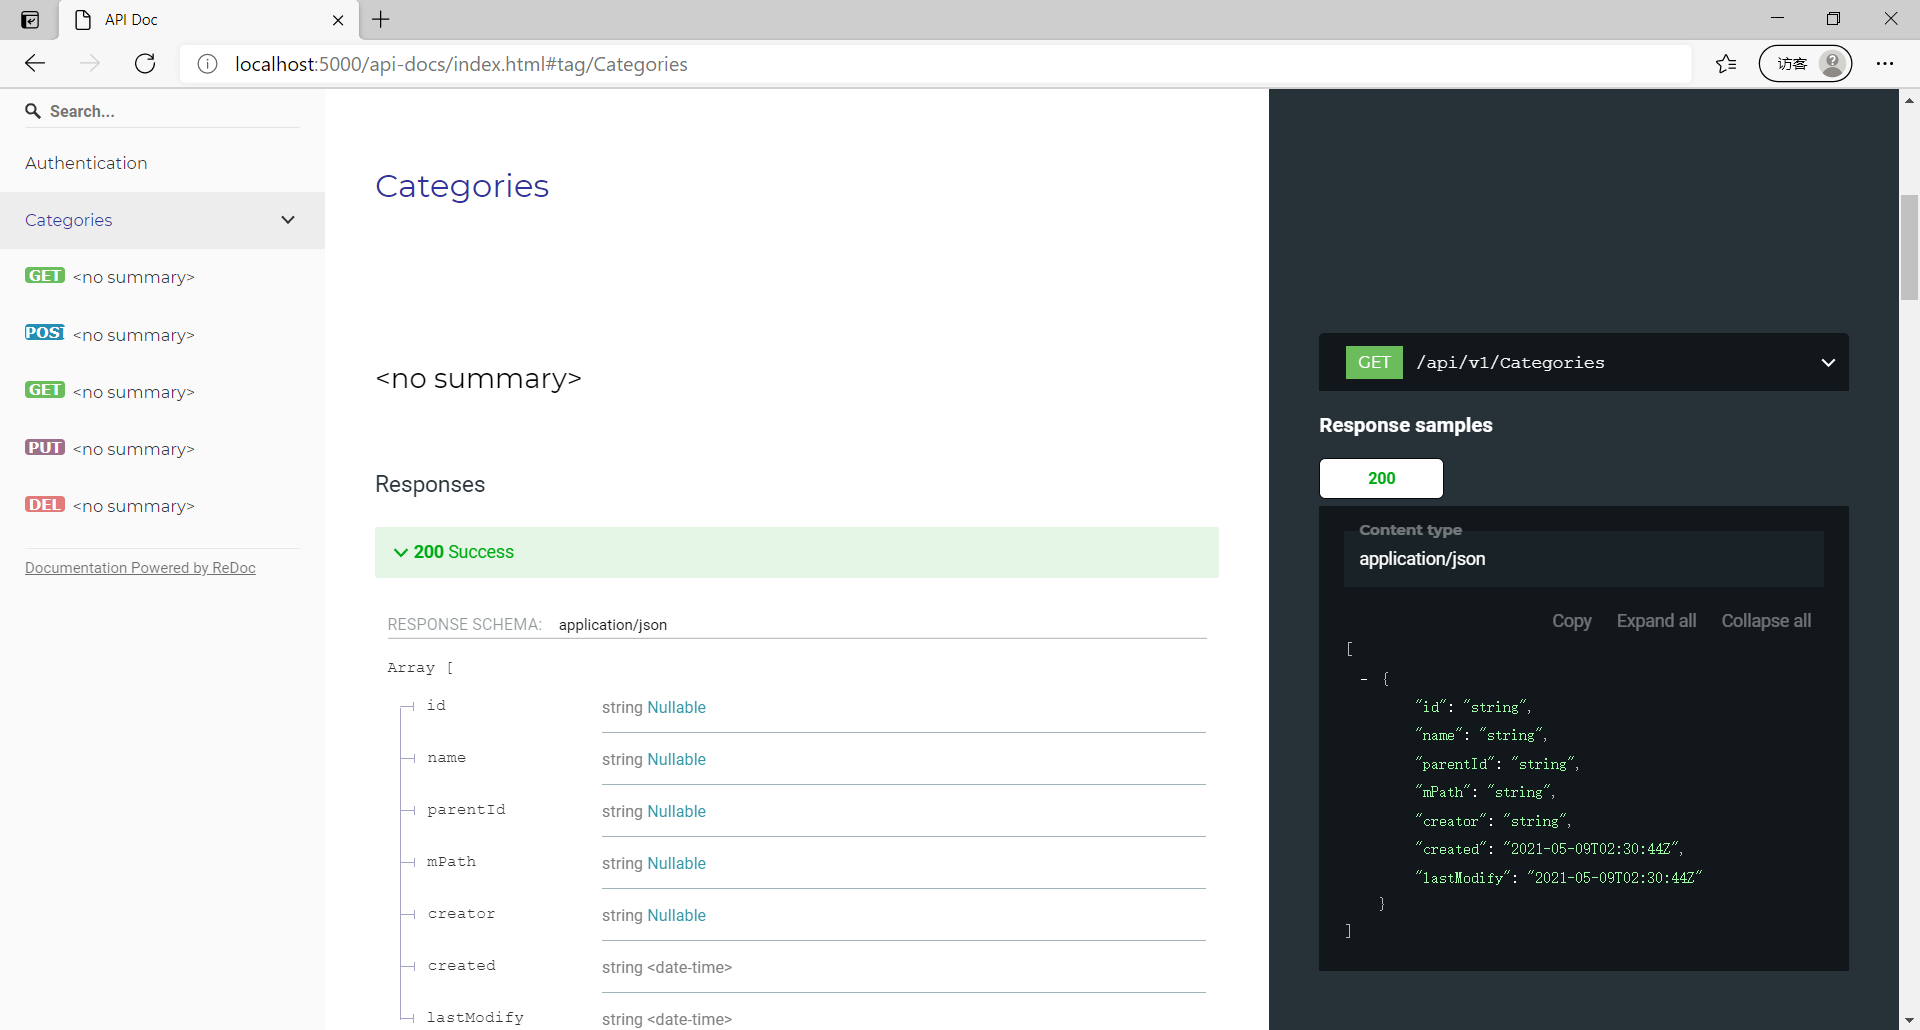 API Doc
localhost:5000/api-docs/index.html#tag/Categories
访客
Search...
Authentication
Categories
GET <no summary>
POST <no summary>
GET <no summary>
PUT <no summary>
DEL <no summary>
Documentation Powered by ReDoc
Categories
<no summary>
Responses
200 Success
RESPONSE SCHEMA: application/json
Array [
id string Nullable
name string Nullable
parentId string Nullable
mPath string Nullable
creator string Nullable
created string <date-time>
lastModify string <date-time>
GET /api/v1/Categories
Response samples
200
Content type
application/json
Copy Expand all Collapse all
[
- {
"id": "string",
"name": "string",
"parentId": "string",
"mPath": "string",
"creator": "string",
"created": "2021-05-09T02:30:44Z",
"lastModify": "2021-05-09T02:30:44Z"
}
]